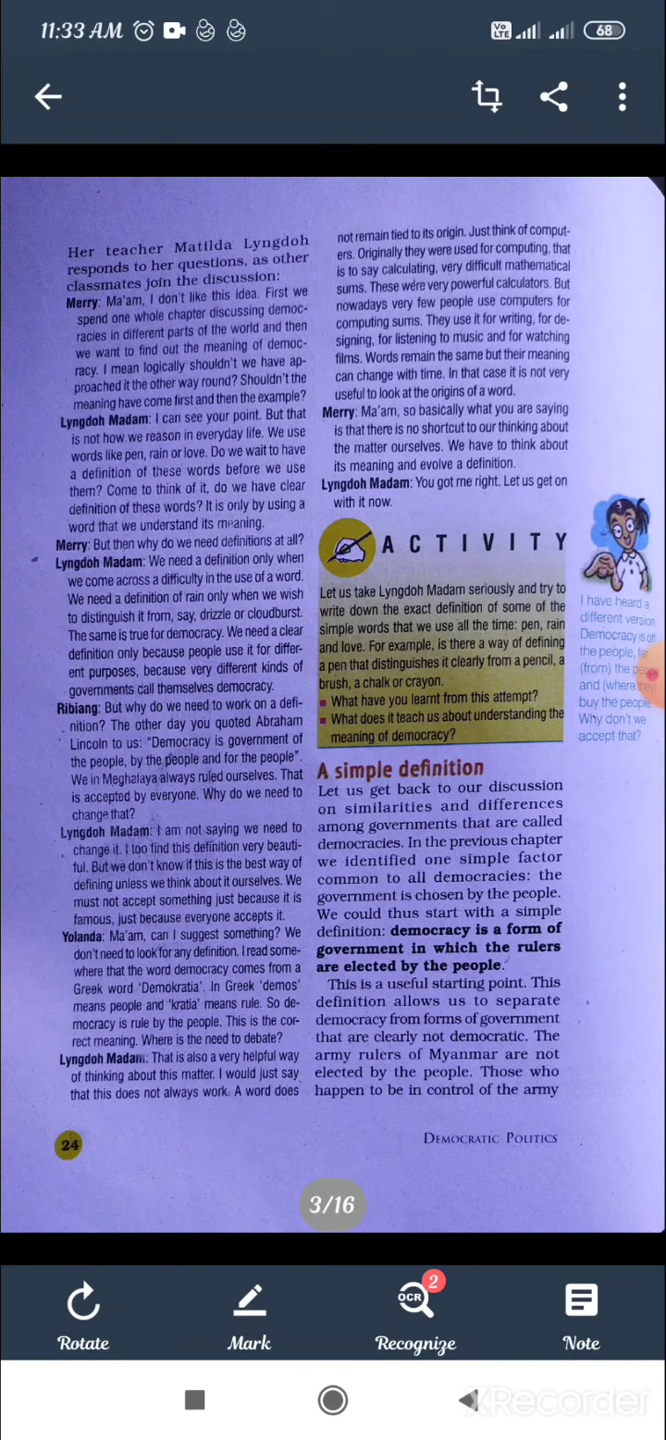 11:33 AM
Vo
LTE
68
Her teacher Matilda Lyngdoh
responds to her questions, as other
classmates join the discussion:
Merry: Ma'am, I don't like this idea. First we
spend one whole chapter discussing democ-
racies in different parts of the world and then
we want to find out the meaning of democ-
racy. I mean logically shouldn't we have ap-
proached it the other way round? Shouldn't the
meaning have come first and then the example?
Lyngdoh Madam: I can see your point. But that
is not how we reason in everyday life. We use
words like pen, rain or love. Do we wait to have
a definition of these words before we use
them? Come to think of it, do we have clear
definition of these words? It is only by using a
word that we understand its meaning.
Merry: But then why do we need definitions at all?
Lyngdoh Madam: We need a definition only when
we come across a difficulty in the use of a word.
We need a definition of rain only when we wish
to distinguish it from, say, drizzle or cloudburst.
The same is true for democracy. We need a clear
definition only because people use it for differ-
ent purposes, because very different kinds of
governments call themselves democracy.
Ribiang: But why do we need to work on a defi-
nition? The other day you quoted Abraham
Lincoln to us: "Democracy is government of
the people, by the people and for the people".
We in Meghalaya always ruled ourselves. That
is accepted by everyone. Why do we need to
change that?
Lyngdoh Madam: I am not saying we need to
change it. I too find this definition very beauti-
ful. But we don't know if this is the best way of
defining unless we think about it ourselves. We
must not accept something just because it is
famous, just because everyone accepts it.
Yolanda: Ma'am, can I suggest something? We
don't need to look for any definition. I read some-
where that the word democracy comes from a
Greek word 'Demokratia'. In Greek 'demos'
means people and 'kratia' means rule. So de-
mocracy is rule by the people. This is the cor-
rect meaning. Where is the need to debate?
Lyngdoh Madam: That is also a very helpful way
of thinking about this matter. I would just say
that this does not always work. A word does
not remain tied to its origin. Just think of comput-
ers. Originally they were used for computing, that
is to say calculating, very difficult mathematical
sums. These were very powerful calculators. But
nowadays very few people use computers for
computing sums. They use it for writing, for de-
signing, for listening to music and for watching
films. Words remain the same but their meaning
can change with time. In that case it is not very
useful to look at the origins of a word.
Merry: Ma'am, so basically what you are saying
is that there is no shortcut to our thinking about
the matter ourselves. We have to think about
its meaning and evolve a definition.
Lyngdoh Madam: You got me right. Let us get on
with it now.
ACTIVITY
Let us take Lyngdoh Madam seriously and try to
write down the exact definition of some of the
simple words that we use all the time: pen, rain
and love. For example, is there a way of defining
a pen that distinguishes it clearly from a pencil, a
brush, a chalk or crayon.
What have you learnt from this attempt?
What does it teach us about understanding the
meaning of democracy?
I have heard a
different version.
Democracy is off
the people, far
(from) the people
and (where they)
buy the people.
Why don't we
accept that?
A simple definition
Let us get back to our discussion
on similarities and differences
among governments that are called
democracies. In the previous chapter
we identified one simple factor
common to all democracies: the
government is chosen by the people.
We could thus start with a simple
definition: democracy is a form of
government in which the rulers
are elected by the people.
This is a useful starting point. This
definition allows us to separate
democracy from forms of government
that are clearly not democratic. The
army rulers of Myanmar are not
elected by the people. Those who
happen to be in control of the army
24
DEMOCRATIC POLITICS
3/16
OCR
2
Rotate
Mark
Recognize
Note
XRecorder